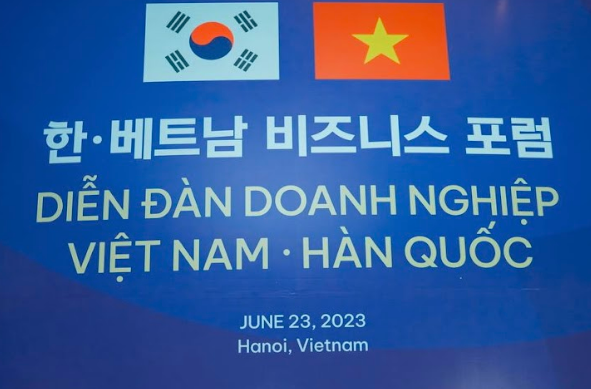 한·베트남 비즈니스 포럼
DIỄN ĐÀN DOANH NGHIỆP
VIỆT NAM · HÀN QUỐC
JUNE 23, 2023
Hanoi, Vietnam